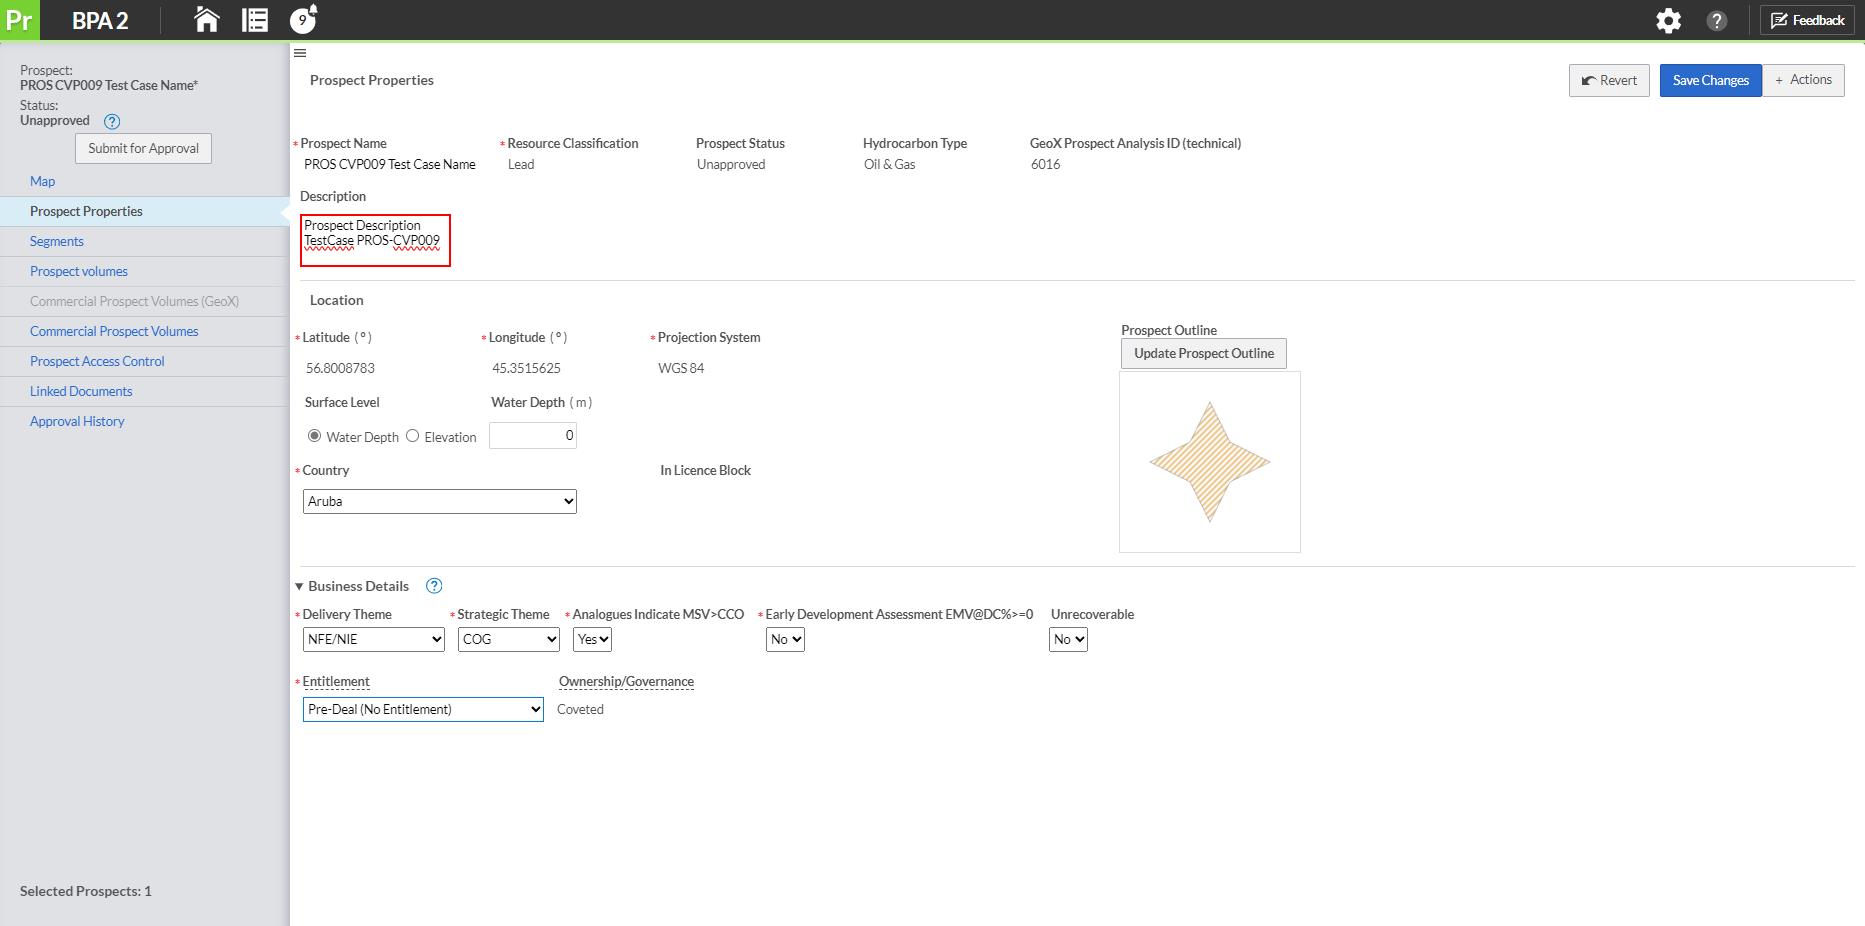 Pr BPA 2 9 ? Feedback
Prospect:
PROS CVP009 Test Case Name*
Status:
Unapproved ?
Submit for Approval
Map
Prospect Properties
Segments
Prospect volumes
Commercial Prospect Volumes (GeoX)
Commercial Prospect Volumes
Prospect Access Control
Linked Documents
Approval History
Selected Prospects: 1
Prospect Properties Revert Save Changes + Actions
* Prospect Name * Resource Classification Prospect Status Hydrocarbon Type GeoX Prospect Analysis ID (technical)
PROS CVP009 Test Case Name Lead Unapproved Oil & Gas 6016
Description
Prospect Description
TestCase PROS-CVP009
Location
* Latitude (°) * Longitude (°) * Projection System
56.8008783 45.3515625 WGS 84
Surface Level Water Depth (m)
Water Depth Elevation 0
* Country In Licence Block
Aruba
Prospect Outline
Update Prospect Outline
Business Details ?
* Delivery Theme * Strategic Theme * Analogues Indicate MSV>CCO * Early Development Assessment EMV@DC%>=0 Unrecoverable
NFE/NIE COG Yes No No
* Entitlement Ownership/Governance
Pre-Deal (No Entitlement) Coveted